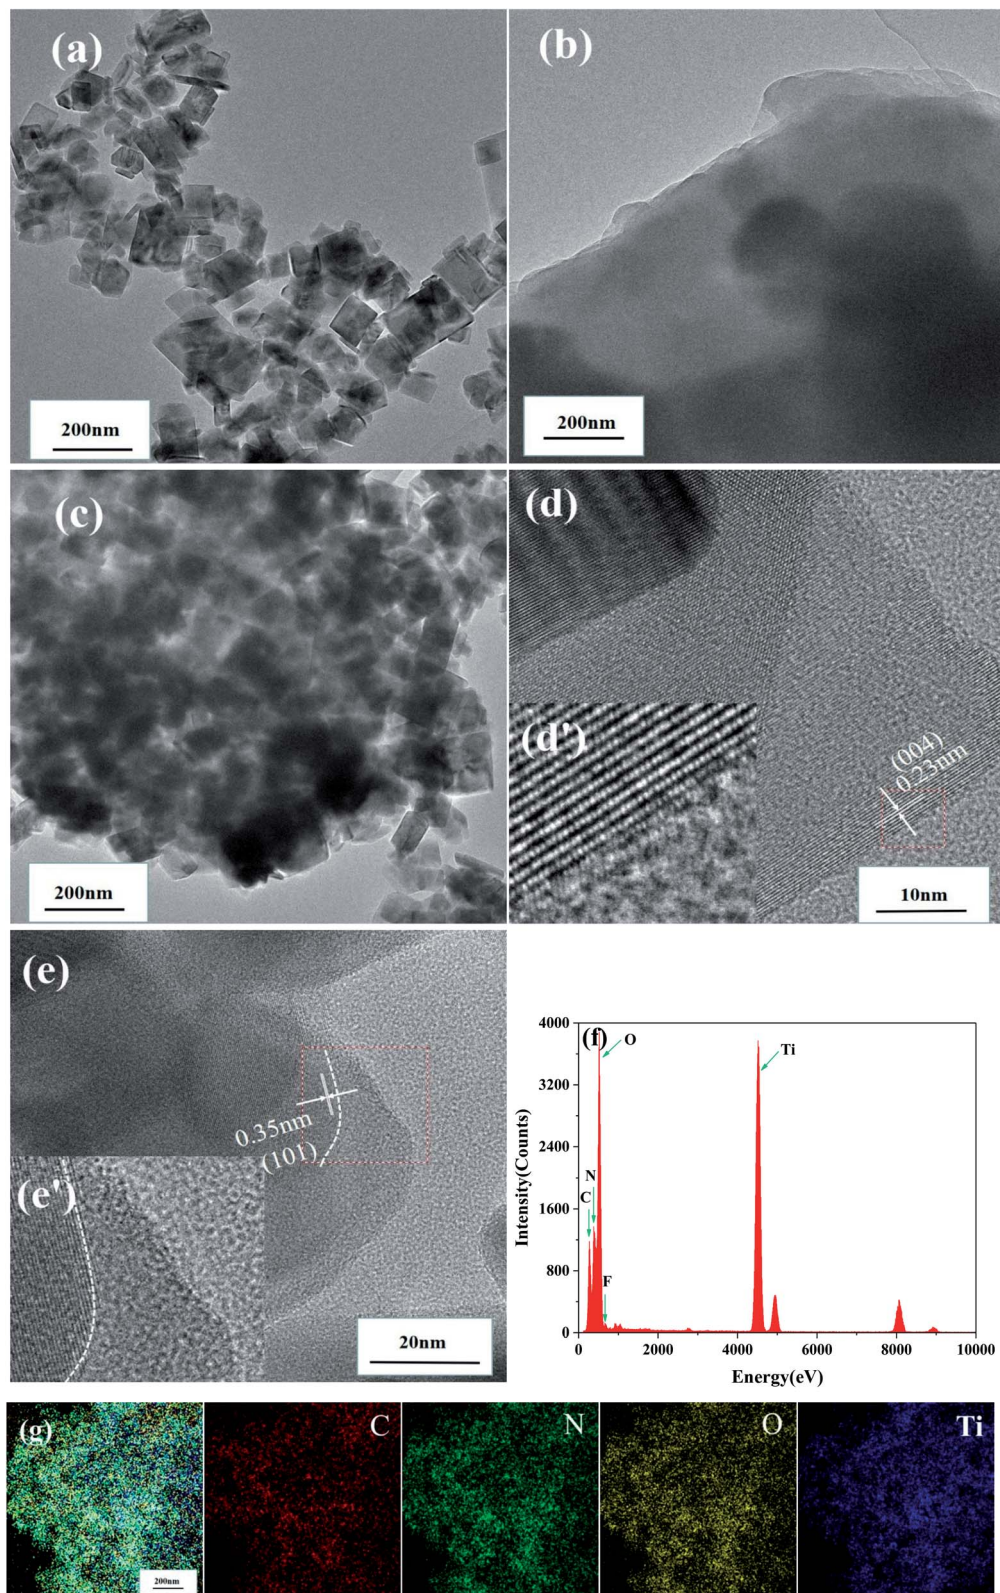 (a)
200nm
(b)
200nm
(c)
200nm
(d)
(d')
(004)
0.23nm
10nm
(e)
0.35nm
(101)
(e')
20nm
(f)
O
Ti
N
C
F
4000
3200
2400
1600
800
0
0
2000
4000
6000
8000
10000
Intensity(Counts)
Energy(eV)
(g)
200nm
C
N
O
Ti